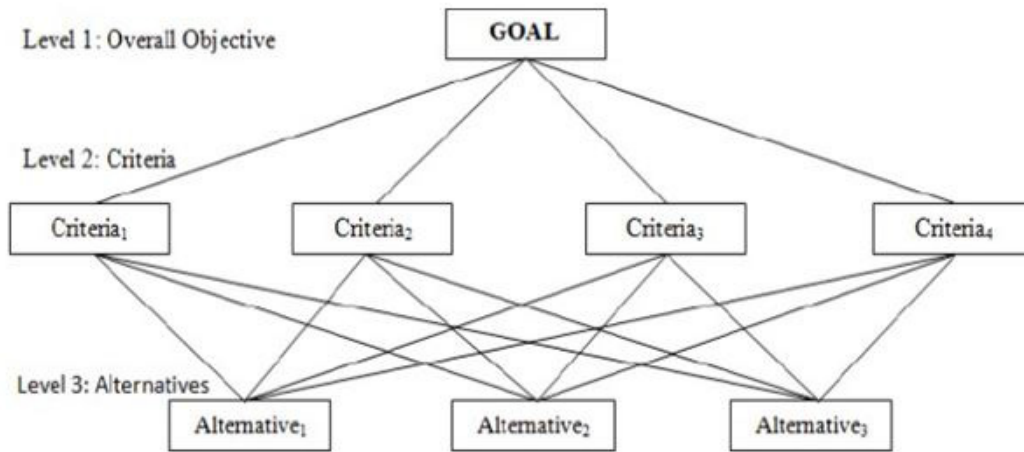 GOAL
Level 1: Overall Objective
Level 2: Criteria
Criteria₁
Criteria₂
Criteria₃
Criteria₄
Level 3: Alternatives
Alternative₁
Alternative₂
Alternative₃